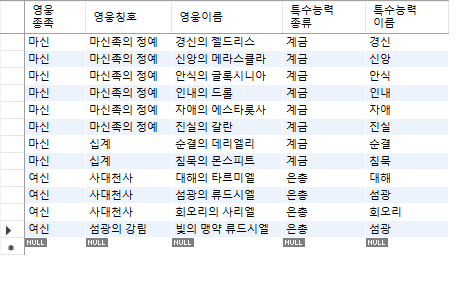 영웅 종족 영웅칭호 영웅이름 특수능력 종류 특수능력 이름
마신 마신족의 정예 경신의 젤드리스 계금 경신
마신 마신족의 정예 신앙의 메라스큘라 계금 신앙
마신 마신족의 정예 안식의 글록시니아 계금 안식
마신 마신족의 정예 인내의 드롤 계금 인내
마신 마신족의 정예 자애의 에스타롯사 계금 자애
마신 마신족의 정예 진실의 갈란 계금 진실
마신 십계 순결의 데리엘리 계금 순결
마신 십계 침묵의 몬스피트 계금 침묵
여신 사대천사 대해의 타르미엘 은총 대해
여신 사대천사 섬광의 류드시엘 은총 섬광
여신 사대천사 회오리의 사리엘 은총 회오리
여신 섬광의 강림 빛의 맹약 류드시엘 은총 섬광
NULL NULL NULL NULL NULL